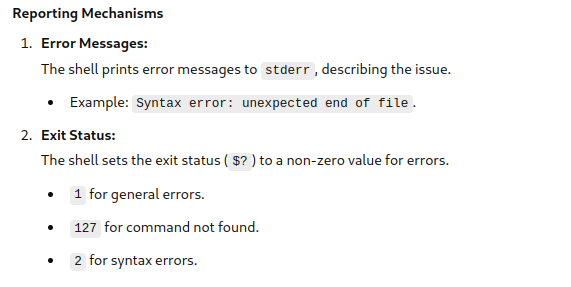 Reporting Mechanisms
1. Error Messages:
The shell prints error messages to stderr, describing the issue.
• Example: Syntax error: unexpected end of file.
2. Exit Status:
The shell sets the exit status ($?) to a non-zero value for errors.
• 1 for general errors.
• 127 for command not found.
• 2 for syntax errors.